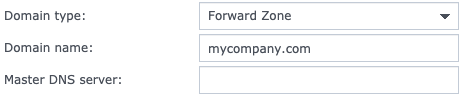 Domain type: Forward Zone
Domain name: mycompany.com
Master DNS server: